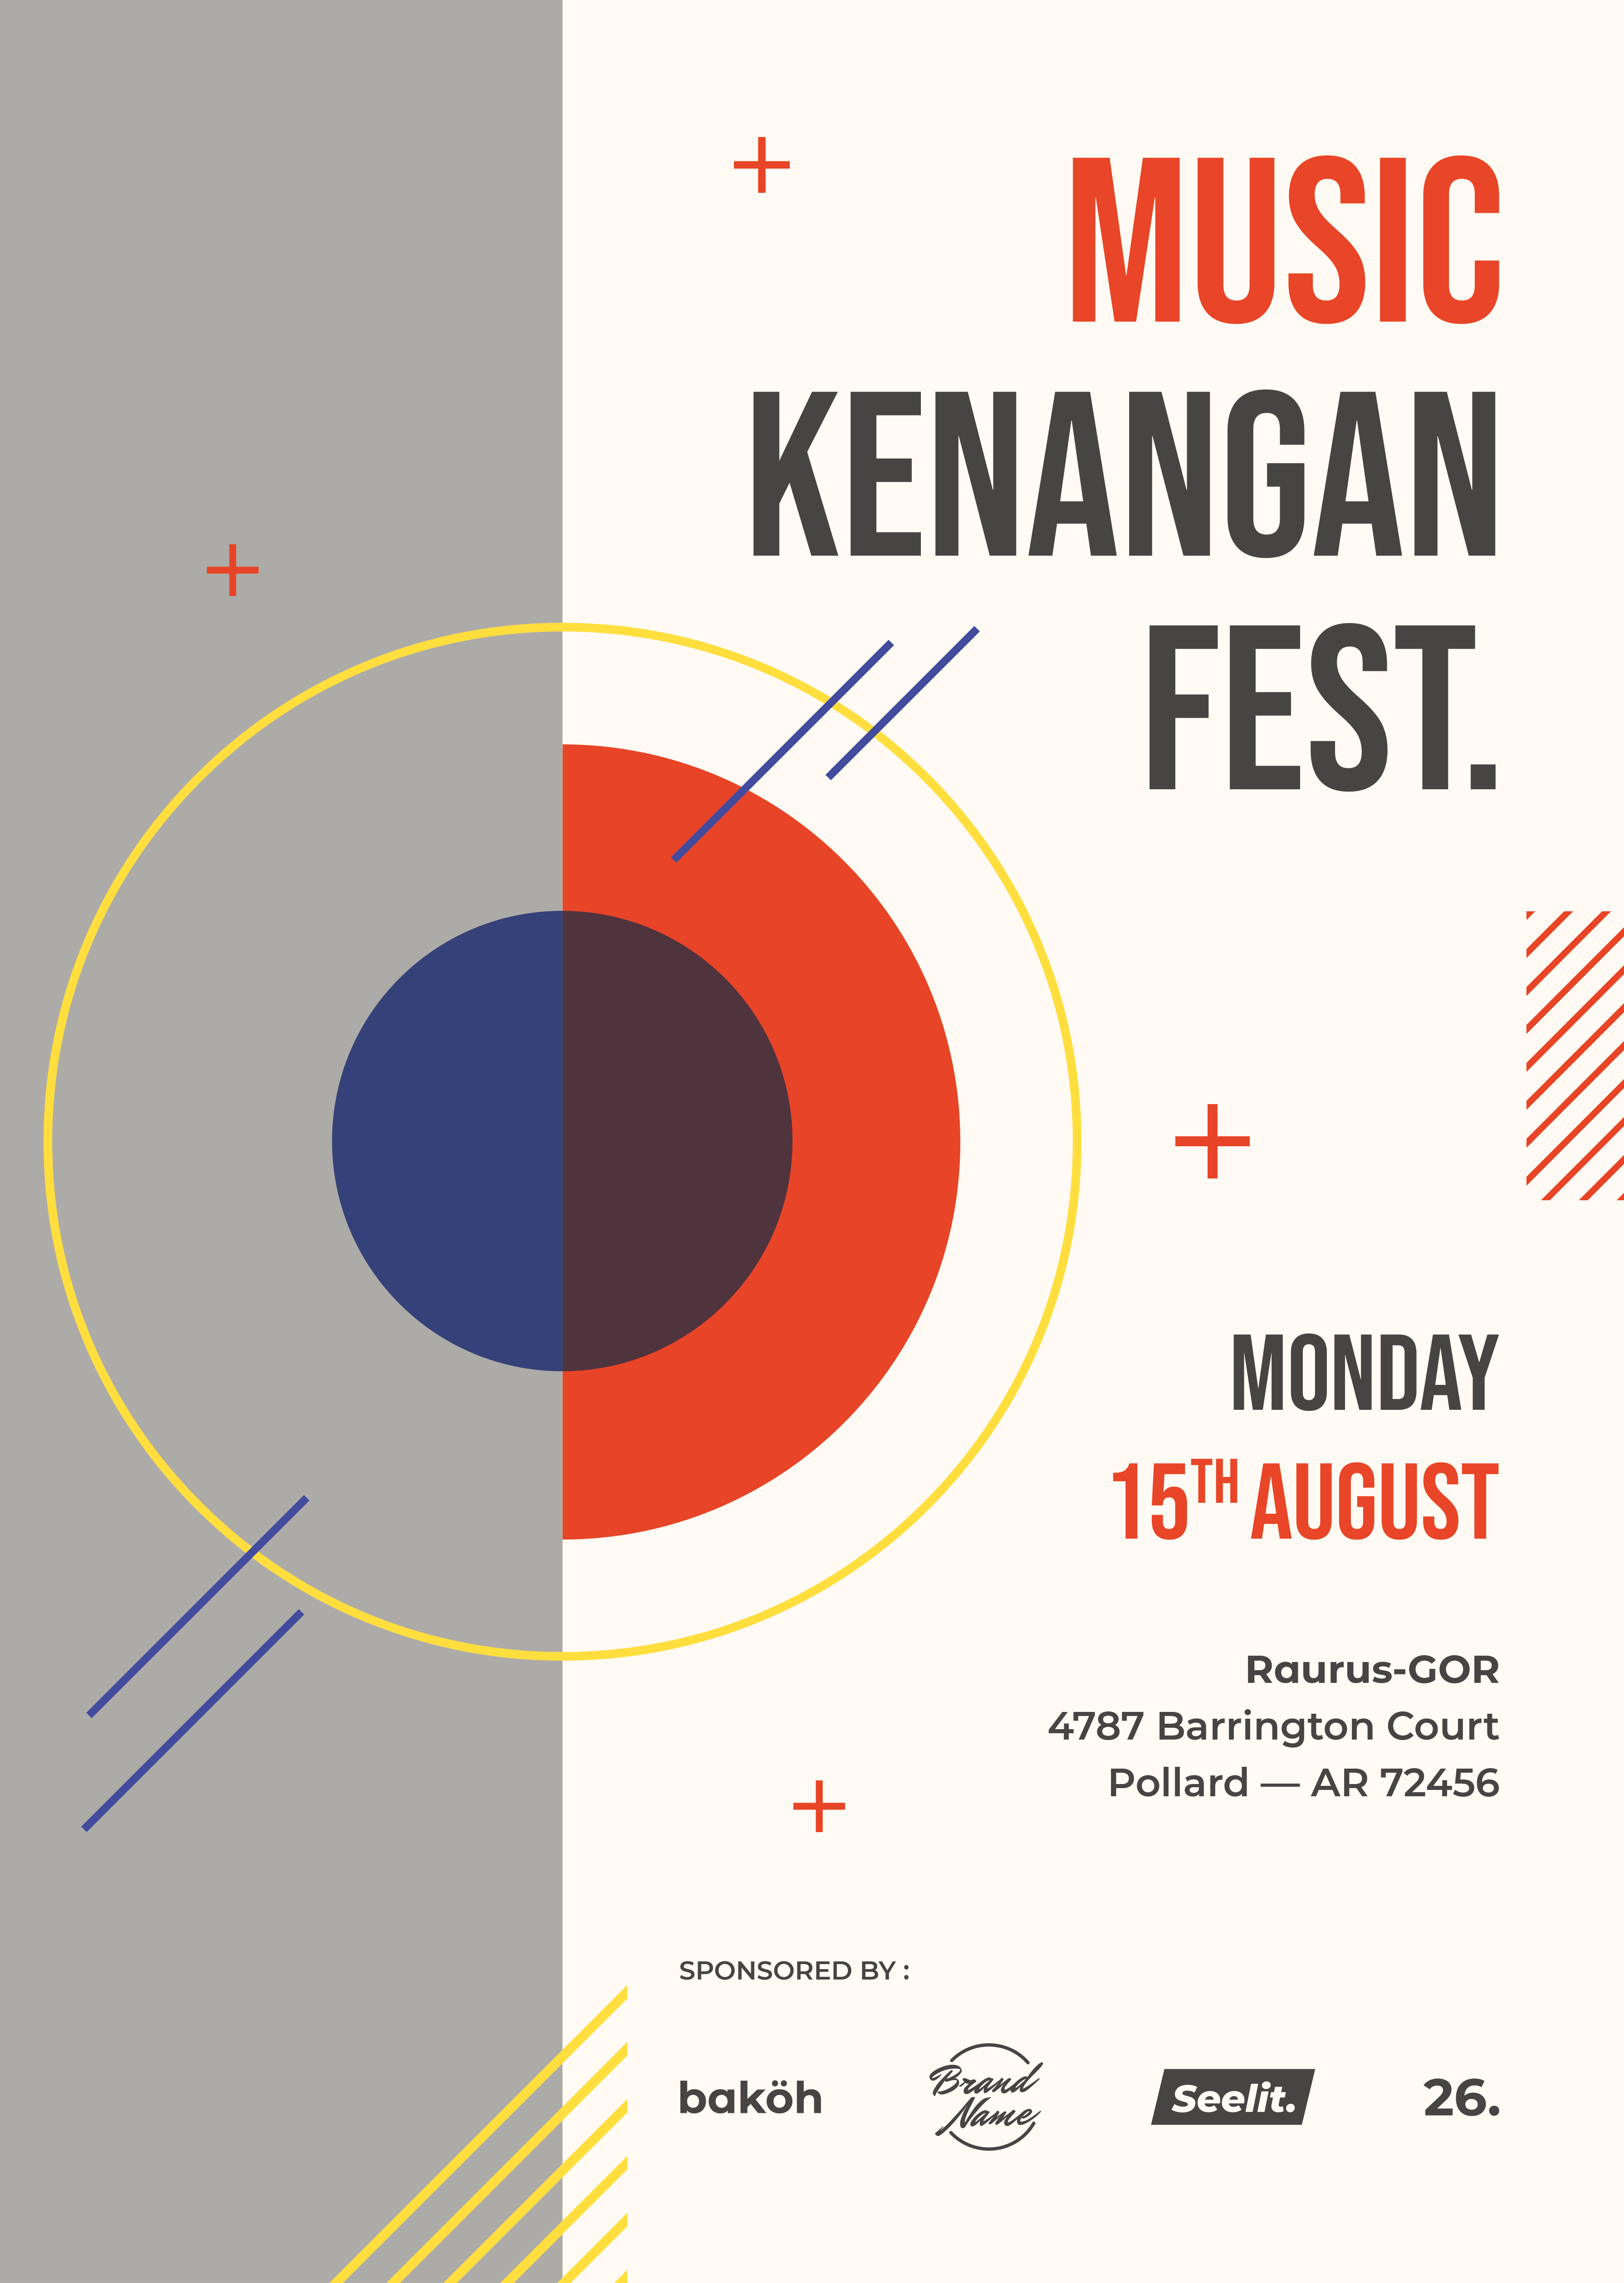 MUSIC
KENANGAN
FEST.
MONDAY
15TH AUGUST
Raurus-GOR
4787 Barrington Court
Pollard — AR 72456
SPONSORED BY :
baköh
Brand
Name
Seelit.
26.